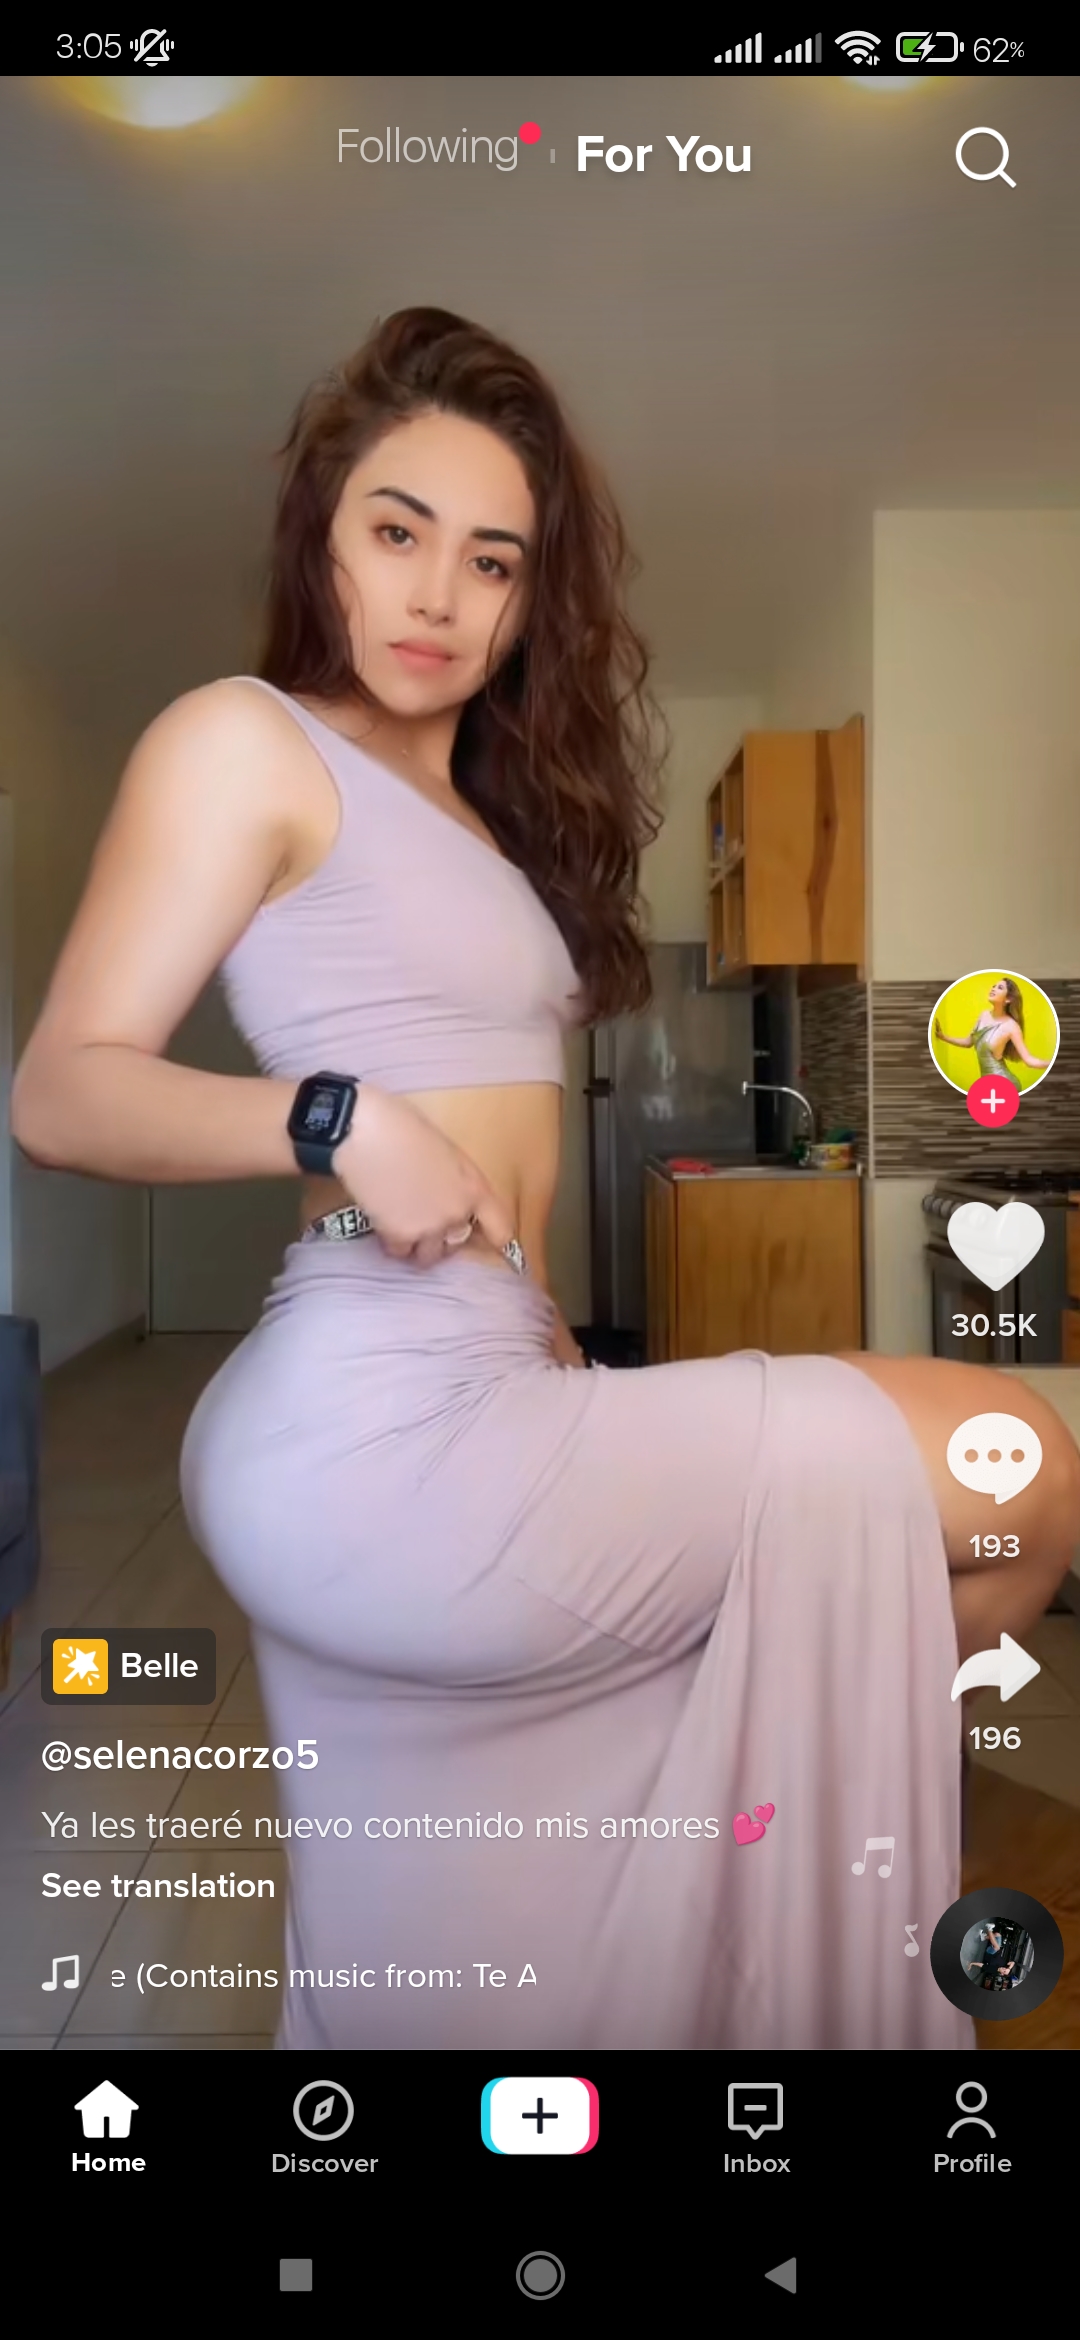 3:05
62%
Following
For You
30.5K
193
196
Belle
@selenacorzo5
Ya les traeré nuevo contenido mis amores 💕
See translation
e (Contains music from: Te A
Home
Discover
Inbox
Profile